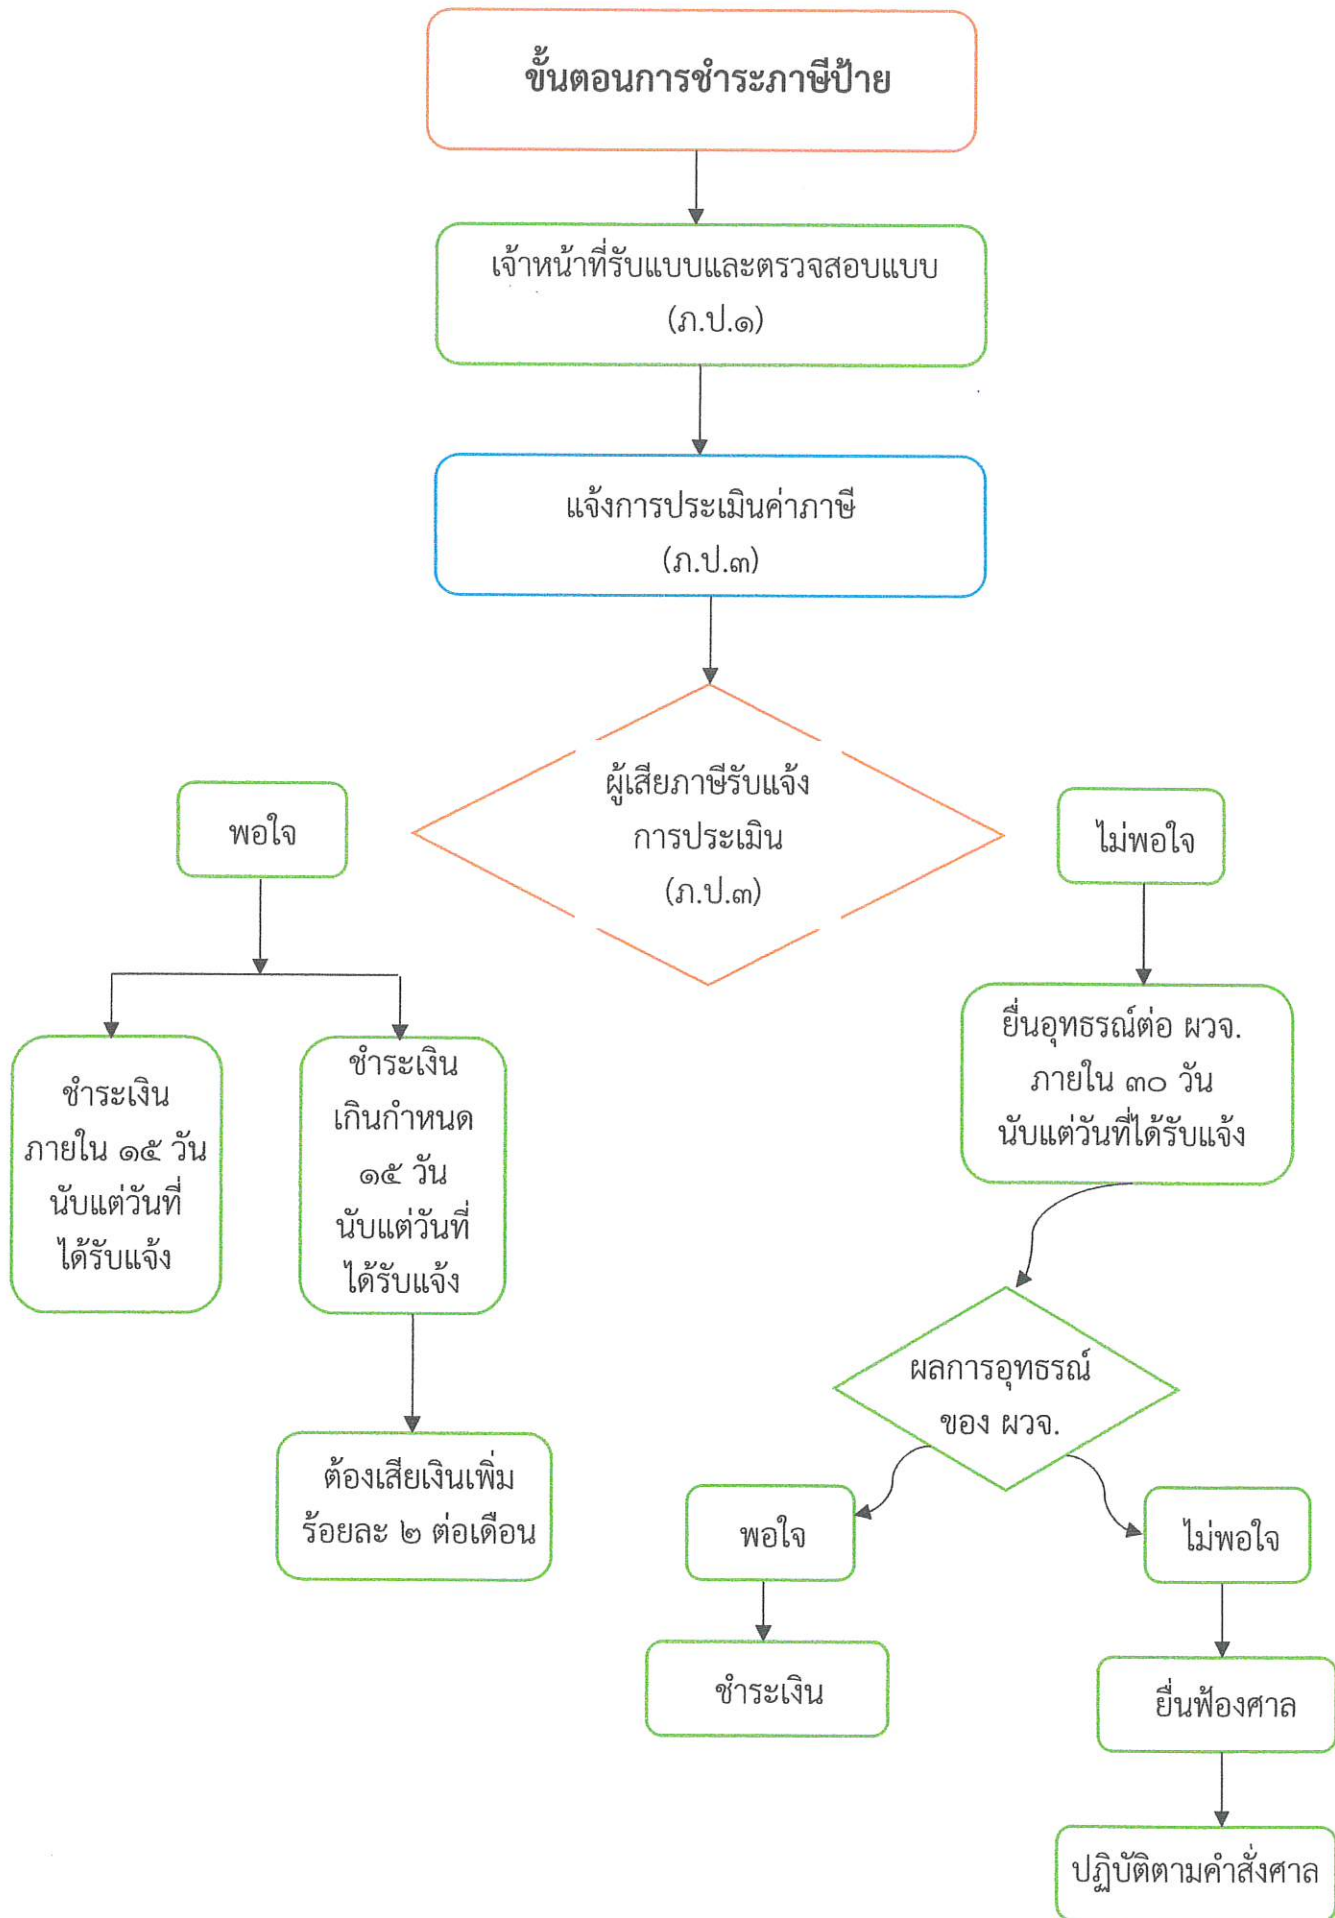 ขั้นตอนการชำระภาษีป้าย
เจ้าหน้าที่รับแบบและตรวจสอบแบบ
(ภ.ป.๑)
แจ้งการประเมินค่าภาษี
(ภ.ป.๓)
ผู้เสียภาษีรับแจ้ง
การประเมิน
(ภ.ป.๓)
พอใจ
ไม่พอใจ
ชำระเงิน
ภายใน ๑๕ วัน
นับแต่วันที่
ได้รับแจ้ง
ชำระเงิน
เกินกำหนด
๑๕ วัน
นับแต่วันที่
ได้รับแจ้ง
ต้องเสียเงินเพิ่ม
ร้อยละ ๒ ต่อเดือน
ยื่นอุทธรณ์ต่อ ผวจ.
ภายใน ๓๐ วัน
นับแต่วันที่ได้รับแจ้ง
ผลการอุทธรณ์
ของ ผวจ.
พอใจ
ไม่พอใจ
ชำระเงิน
ยื่นฟ้องศาล
ปฏิบัติตามคำสั่งศาล